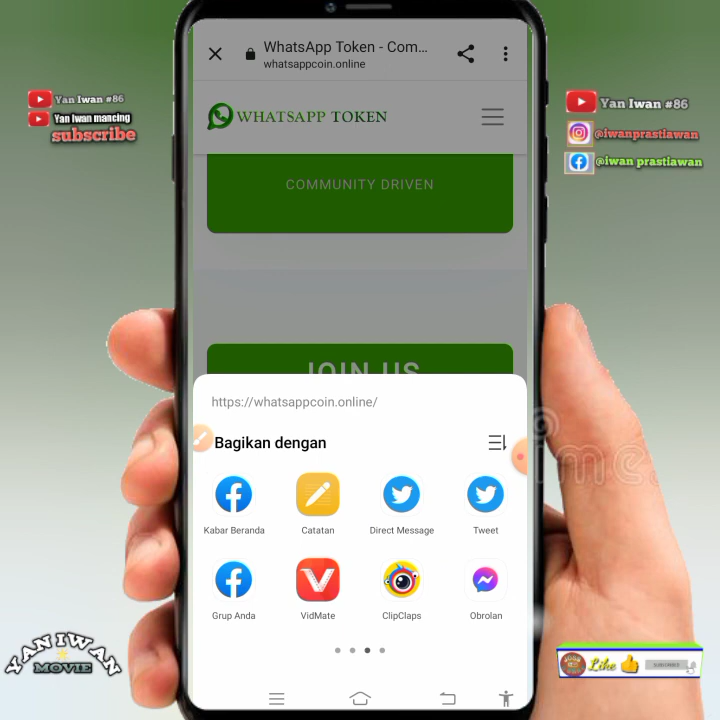 WhatsApp Token - Com...
whatsappcoin.online
WHATSAPP TOKEN
COMMUNITY DRIVEN
JOIN US
https://whatsappcoin.online/
Bagikan dengan
Kabar Beranda
Catatan
Direct Message
Tweet
Grup Anda
VidMate
ClipClaps
Obrolan
Yan Iwan #86
Yan Iwan mancing
subscribe
Yan Iwan #86
@iwanprastiawan
@iwan prastiawan
YAN IWAN
MOVIE
Like